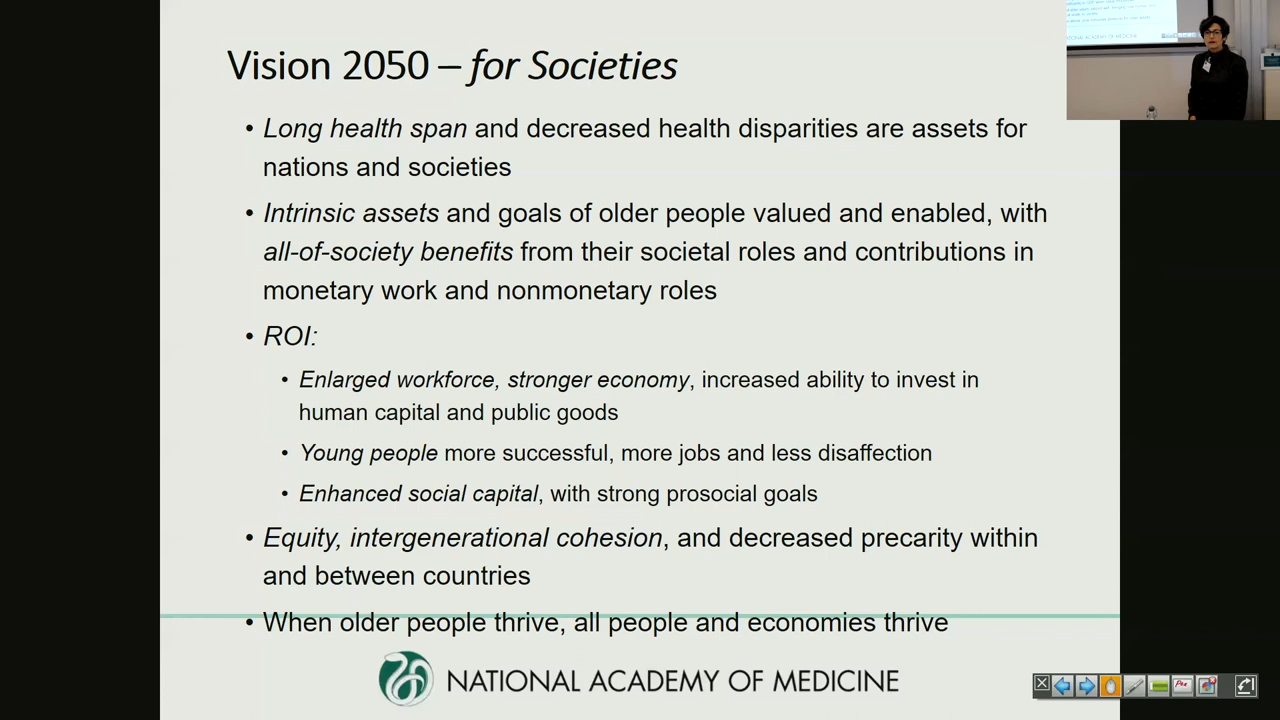 Vision 2050 – for Societies
• Long health span and decreased health disparities are assets for
nations and societies
• Intrinsic assets and goals of older people valued and enabled, with
all-of-society benefits from their societal roles and contributions in
monetary work and nonmonetary roles
• ROI:
• Enlarged workforce, stronger economy, increased ability to invest in
human capital and public goods
• Young people more successful, more jobs and less disaffection
• Enhanced social capital, with strong prosocial goals
• Equity, intergenerational cohesion, and decreased precarity within
and between countries
• When older people thrive, all people and economies thrive
NATIONAL ACADEMY OF MEDICINE